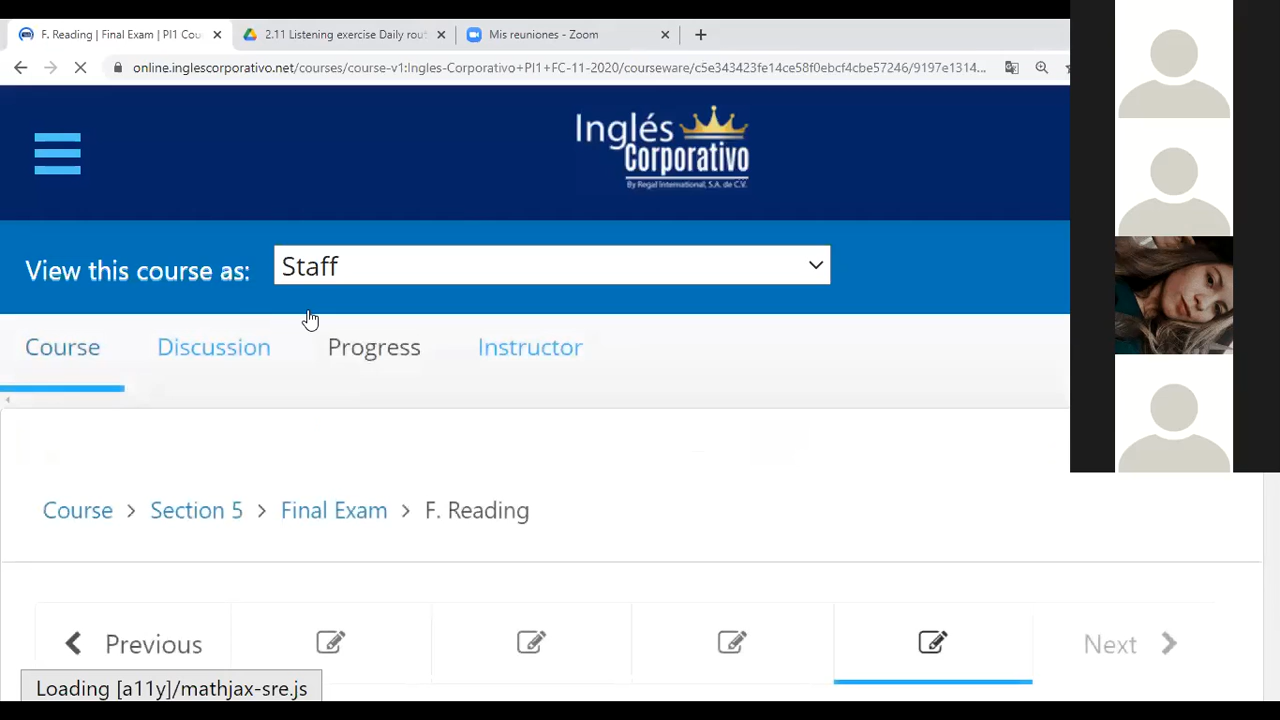 F. Reading | Final Exam | PI1 Cou
2.11 Listening exercise Daily rout
Mis reuniones - Zoom
online.inglescorporativo.net/courses/course-v1:Ingles-Corporativo+PI1+FC-11-2020/courseware/c5e343423fe14ce58f0ebcf4cbe57246/9197e1314...
Inglés
Corporativo
By Regal International, S.A. de C.V.
View this course as:
Staff
Course
Discussion
Progress
Instructor
Course > Section 5 > Final Exam > F. Reading
Previous
Next
Loading [a11y]/mathjax-sre.js